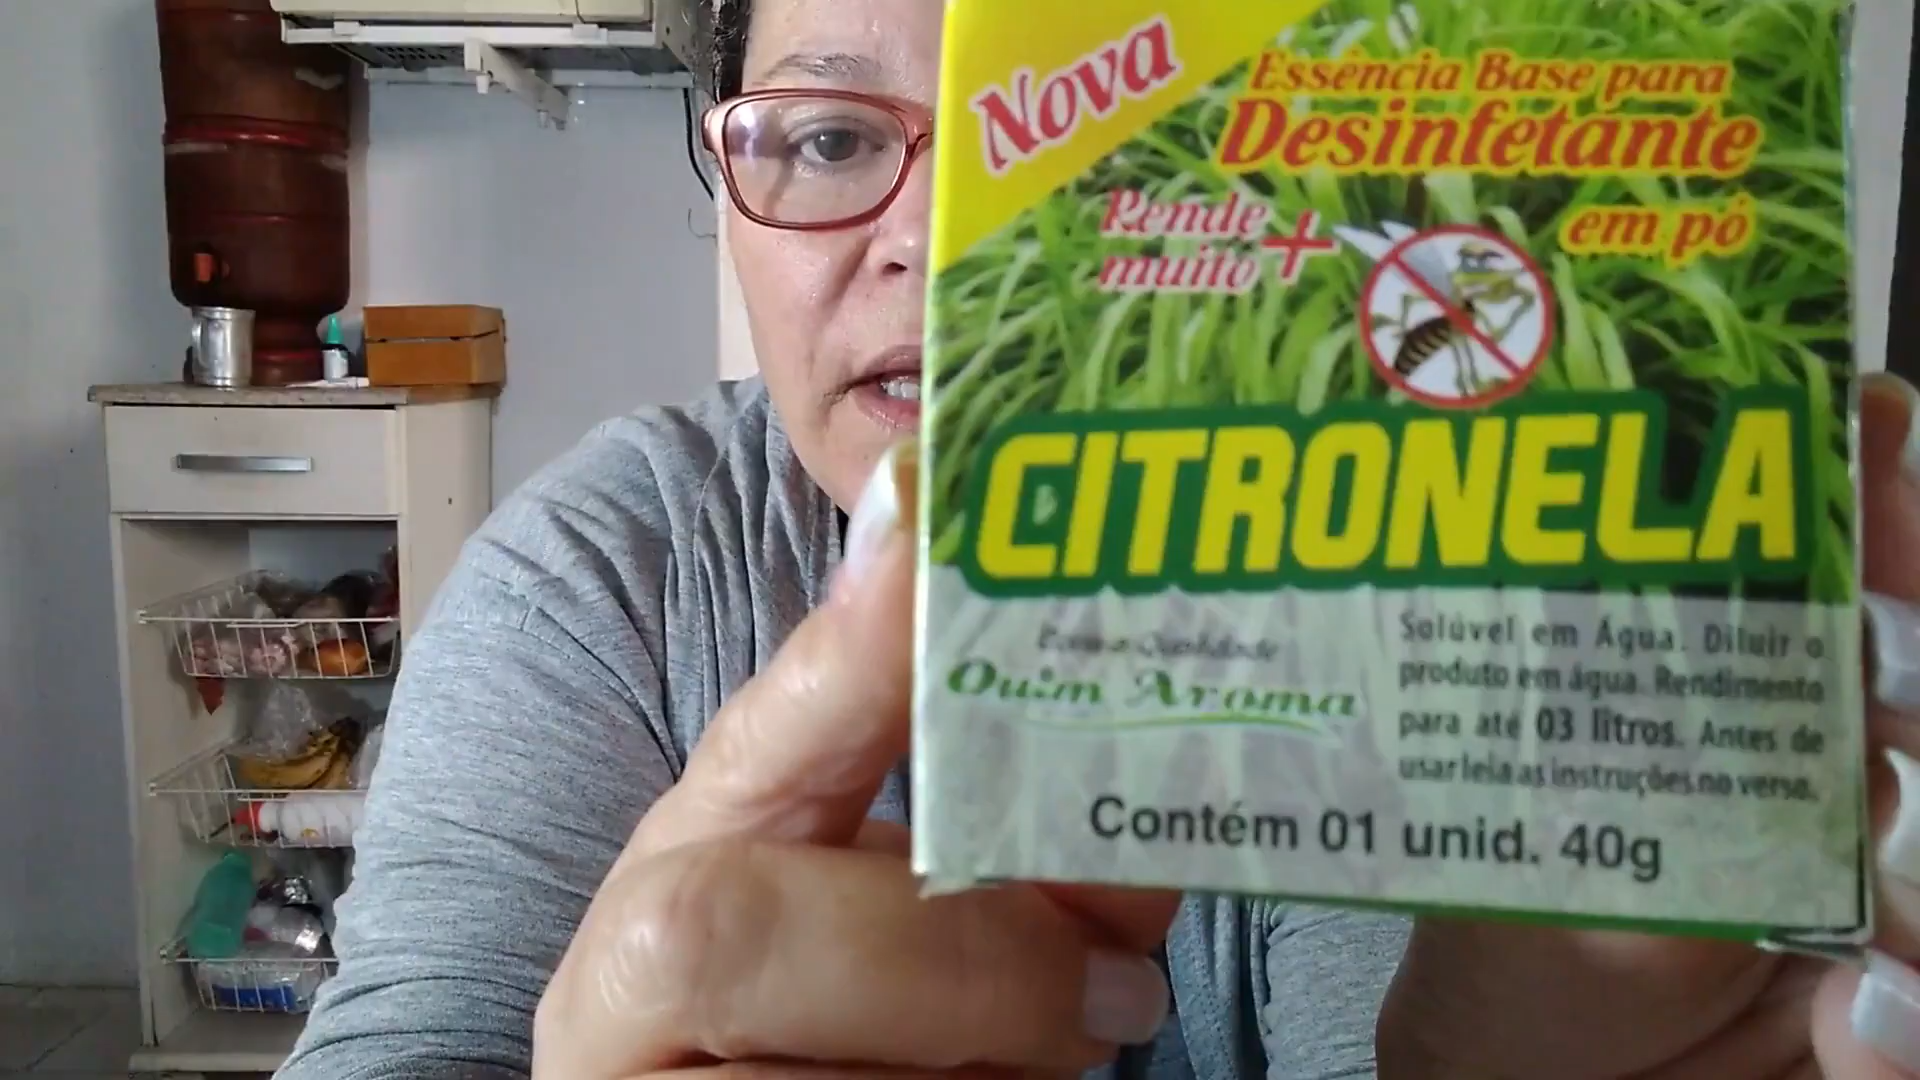 Nova
Essência Base para
Desinfetante
em pó
Rende
muito +
CITRONELA
Quim Aroma
Solúvel em Água. Diluir o
produto em água. Rendimento
para até 03 litros. Antes de
usar leia as instruções no verso.
Contém 01 unid. 40g